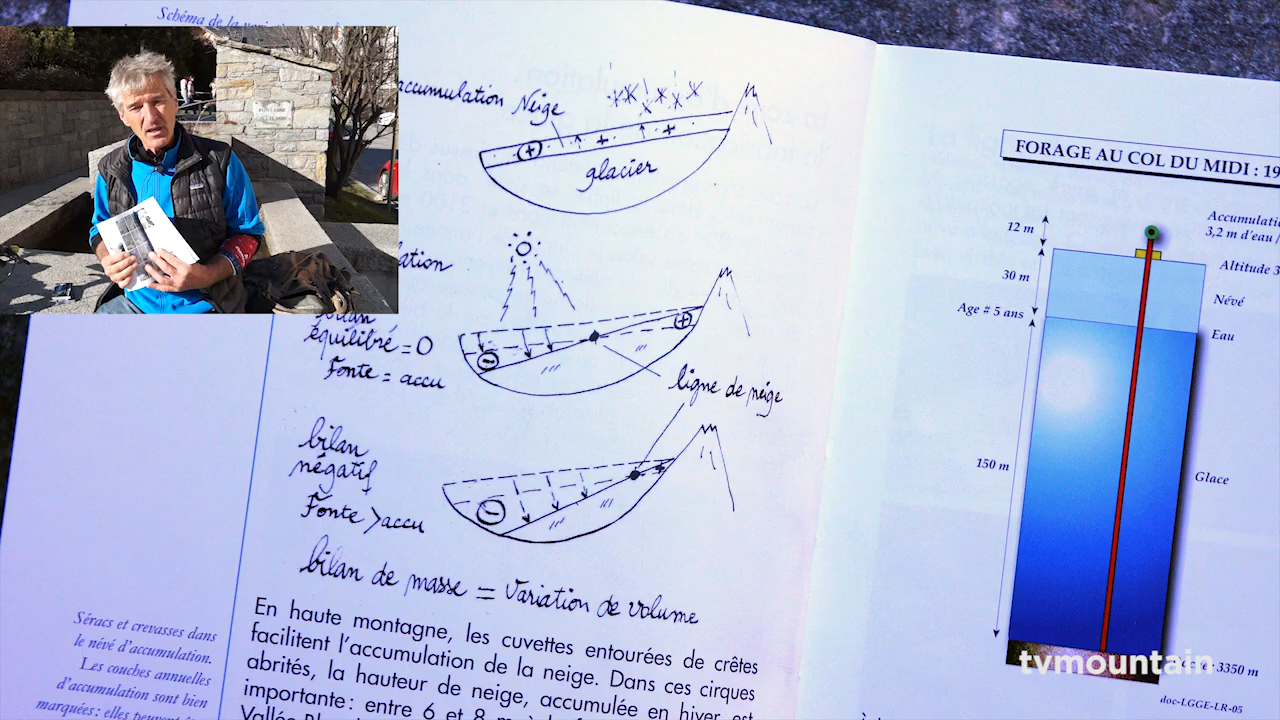 Schéma de la
accumulation Neige
glacier
bilan
équilibré = 0
Fonte = accu
ligne de neige
bilan
négatif
Fonte > accu
bilan de masse = Variation de volume
En haute montagne, les cuvettes entourées de crêtes
facilitent l'accumulation de la neige. Dans ces cirques
abrités, la hauteur de neige, accumulée en hiver, est
importante : entre 6 et 8 m
Séracs et crevasses dans
le névé d'accumulation.
Les couches annuelles
d'accumulation sont bien
marquées : elles peuvent
FORAGE AU COL DU MIDI : 19
12 m
30 m
Age # 5 ans
150 m
3,2 m d'eau /
Altitude 3
Névé
Eau
Glace
3350 m
tvmountain
doc-LGGE-LR-05